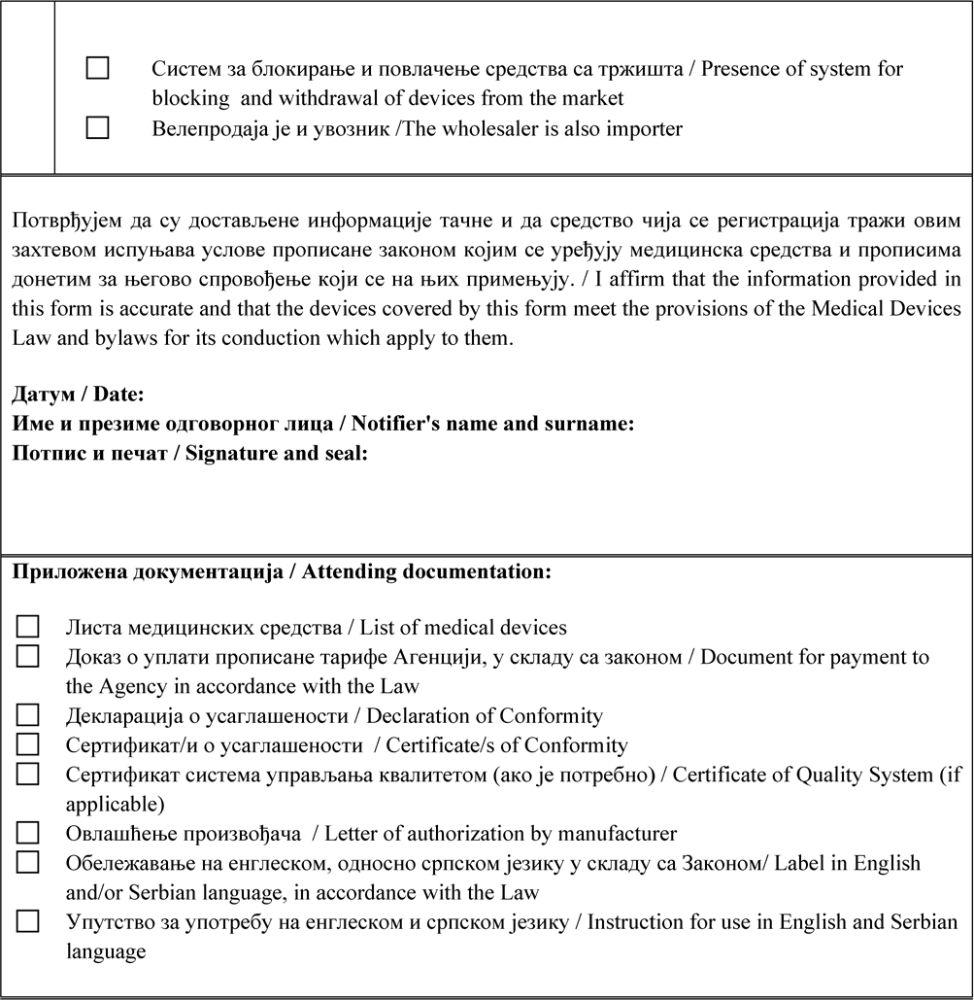 Систем за блокирање и повлачење средства са тржишта / Presence of system for
blocking and withdrawal of devices from the market
Велепродаја је и увозник /The wholesaler is also importer
Потврђујем да су достављене информације тачне и да средство чија се регистрација тражи овим
захтевом испуњава услове прописане законом којим се уређују медицинска средства и прописима
донетим за његово спровођење који се на њих примењују. / I affirm that the information provided in
this form is accurate and that the devices covered by this form meet the provisions of the Medical Devices
Law and bylaws for its conduction which apply to them.
Датум / Date:
Име и презиме одговорног лица / Notifier's name and surname:
Потпис и печат / Signature and seal:
Приложена документација / Attending documentation:
Листа медицинских средства / List of medical devices
Доказ о уплати прописане тарифе Агенцији, у складу са законом / Document for payment to
the Agency in accordance with the Law
Декларација о усаглашености / Declaration of Conformity
Сертификат/и о усаглашености / Certificate/s of Conformity
Сертификат система управљања квалитетом (ако је потребно) / Certificate of Quality System (if
applicable)
Овлашћење произвођача / Letter of authorization by manufacturer
Обележавање на енглеском, односно српском језику у складу са Законом/ Label in English
and/or Serbian language, in accordance with the Law
Упутство за употребу на енглеском и српском језику / Instruction for use in English and Serbian
language